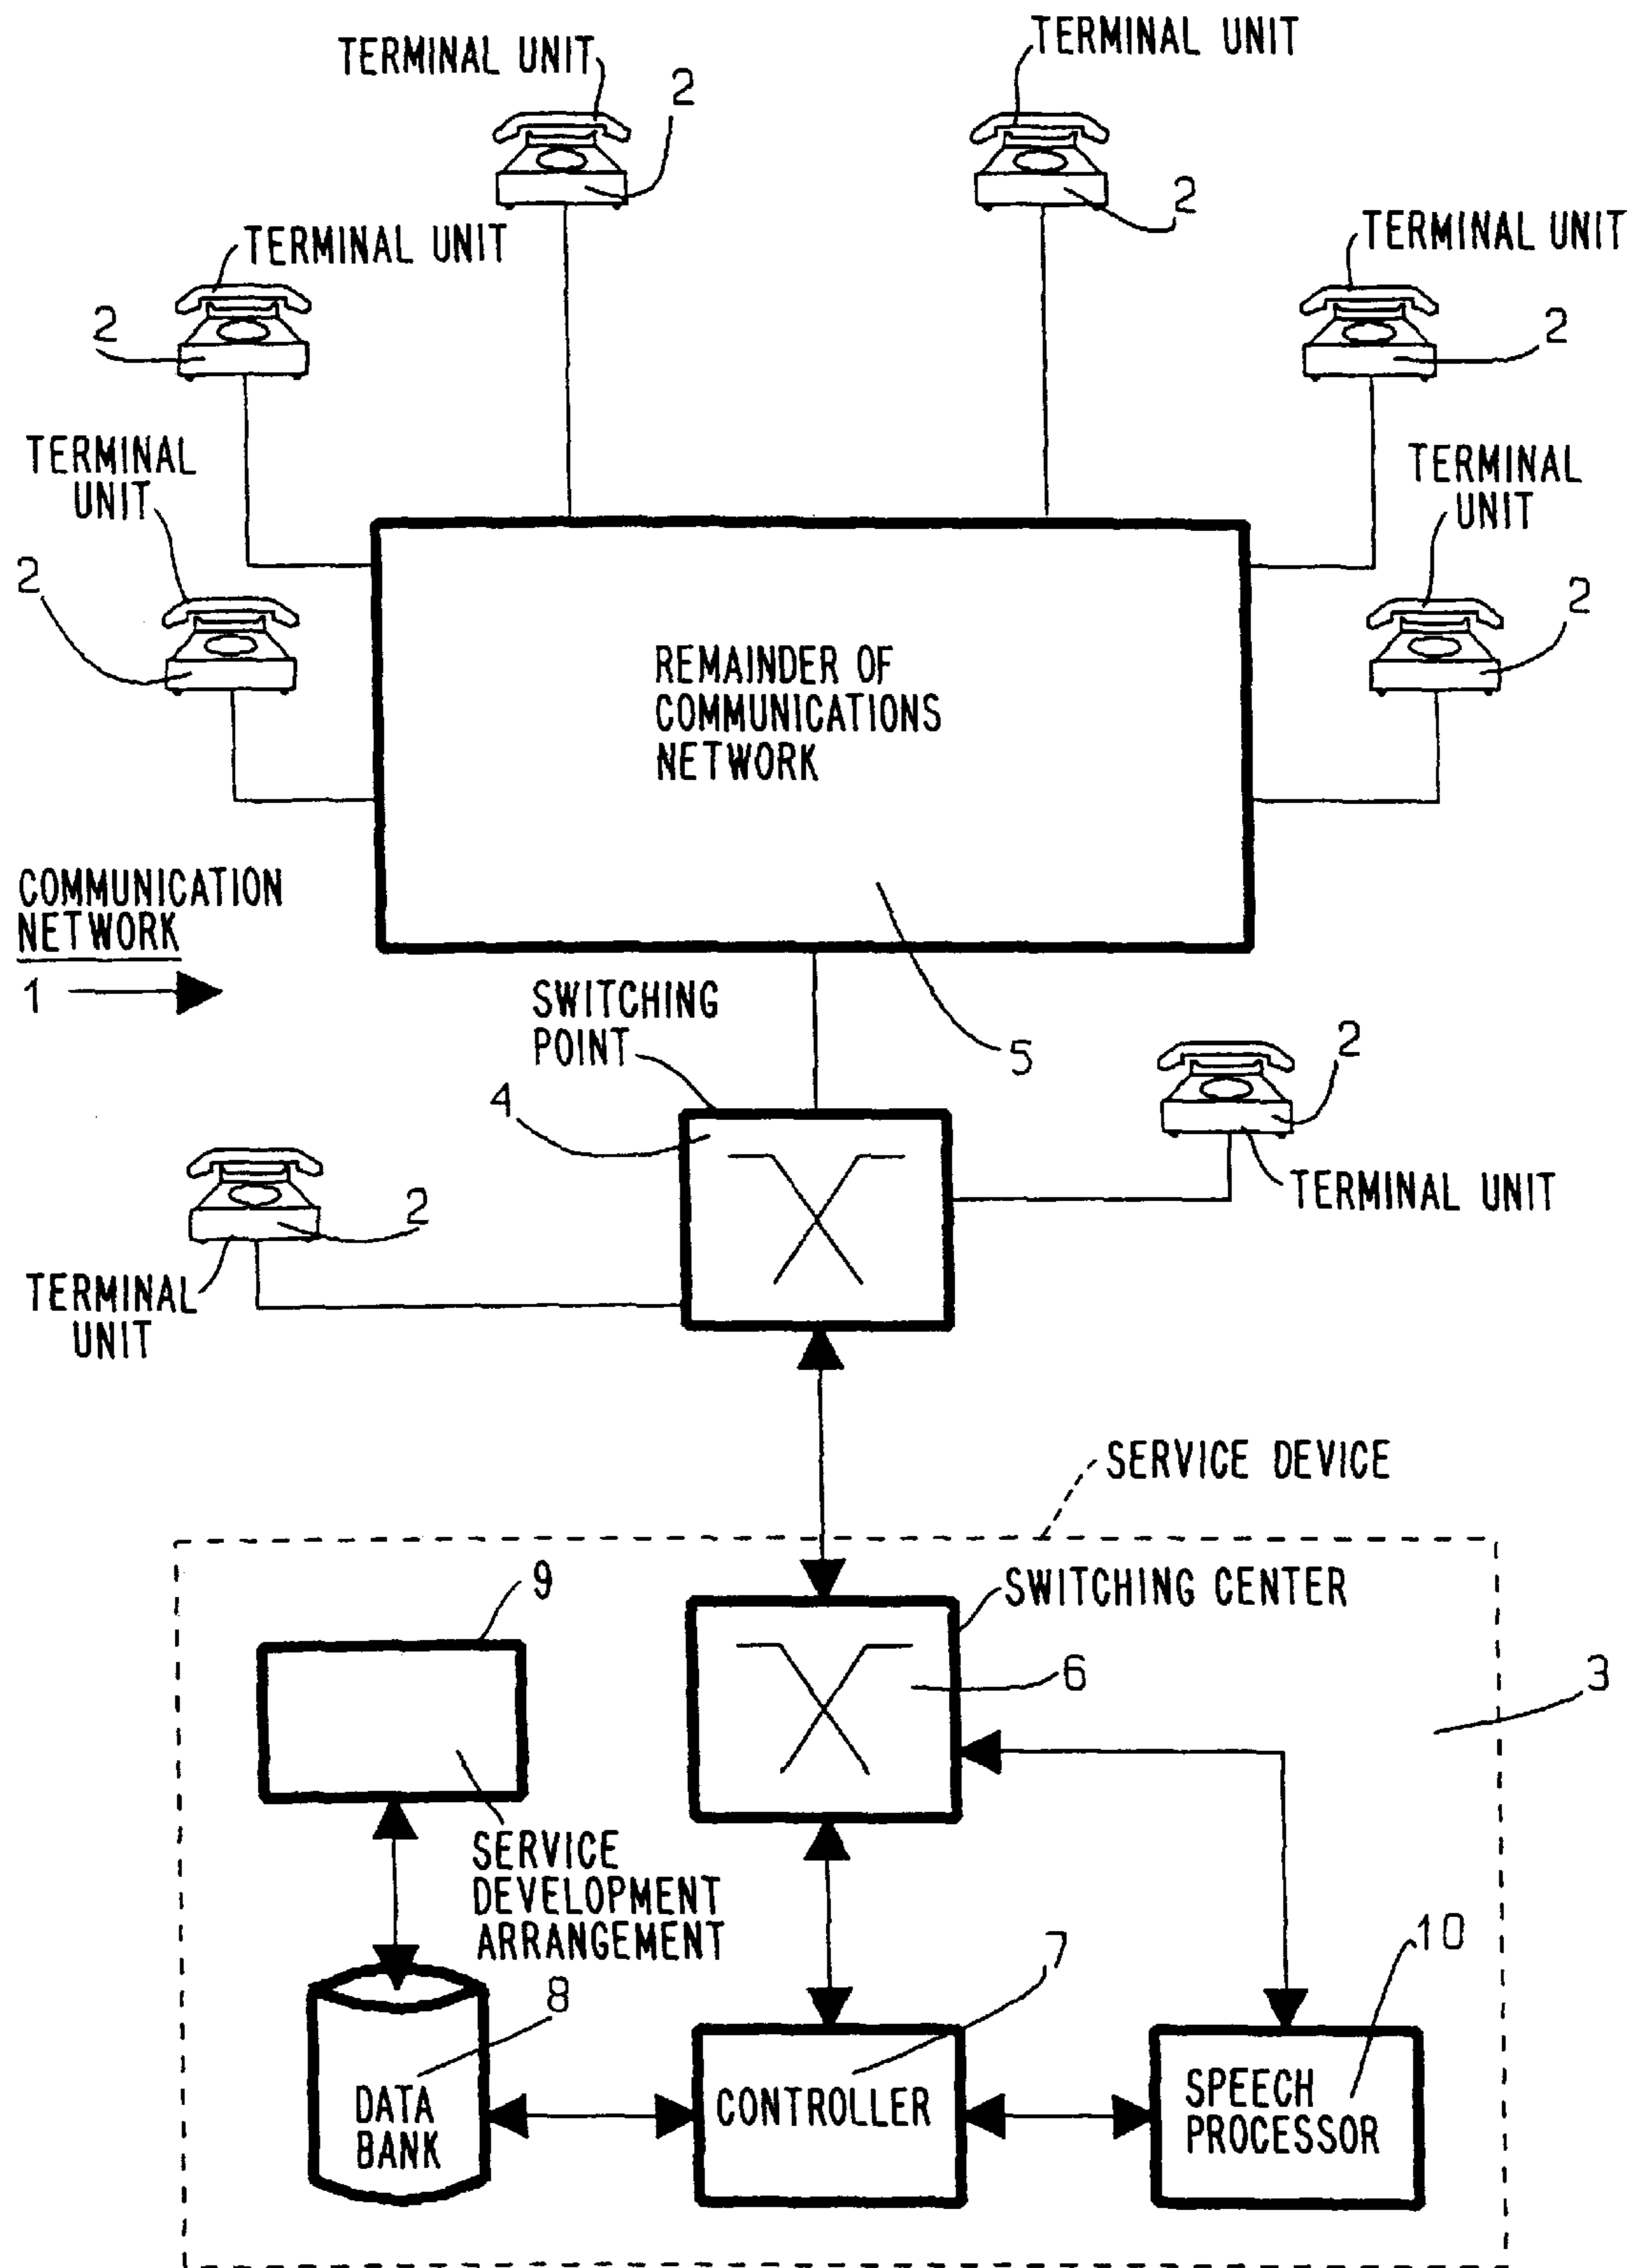 TERMINAL UNIT
TERMINAL UNIT
2
2
TERMINAL UNIT
TERMINAL UNIT
2
2
TERMINAL
UNIT
TERMINAL
UNIT
2
2
REMAINDER OF
COMMUNICATIONS
NETWORK
COMMUNICATION
NETWORK
1
SWITCHING
POINT
5
4
2
2
TERMINAL UNIT
TERMINAL
UNIT
SERVICE DEVICE
9
SWITCHING CENTER
6
3
SERVICE
DEVELOPMENT
ARRANGEMENT
8
7
10
DATA
BANK
CONTROLLER
SPEECH
PROCESSOR